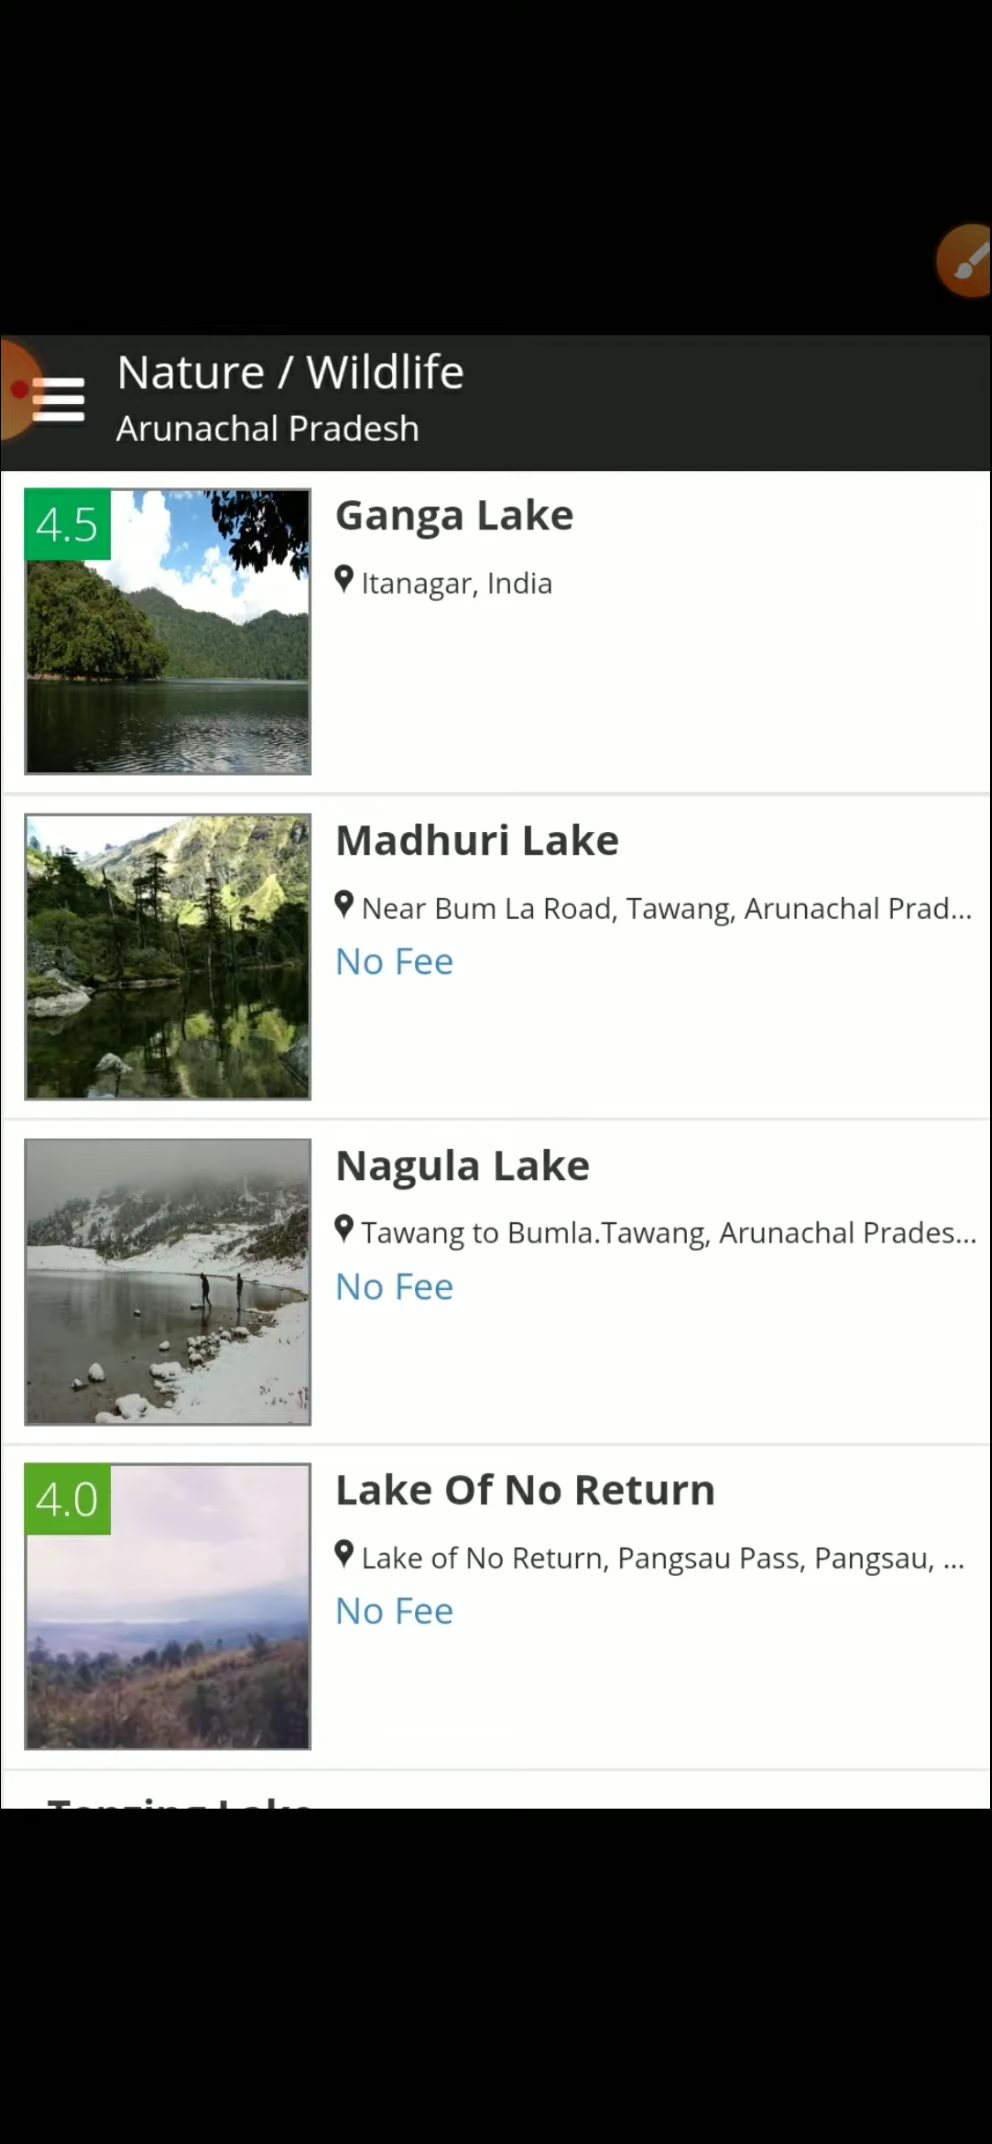 Nature / Wildlife
Arunachal Pradesh
4.5
Ganga Lake
Itanagar, India
Madhuri Lake
Near Bum La Road, Tawang, Arunachal Prad...
No Fee
Nagula Lake
Tawang to Bumla.Tawang, Arunachal Prades...
No Fee
4.0
Lake Of No Return
Lake of No Return, Pangsau Pass, Pangsau, ...
No Fee